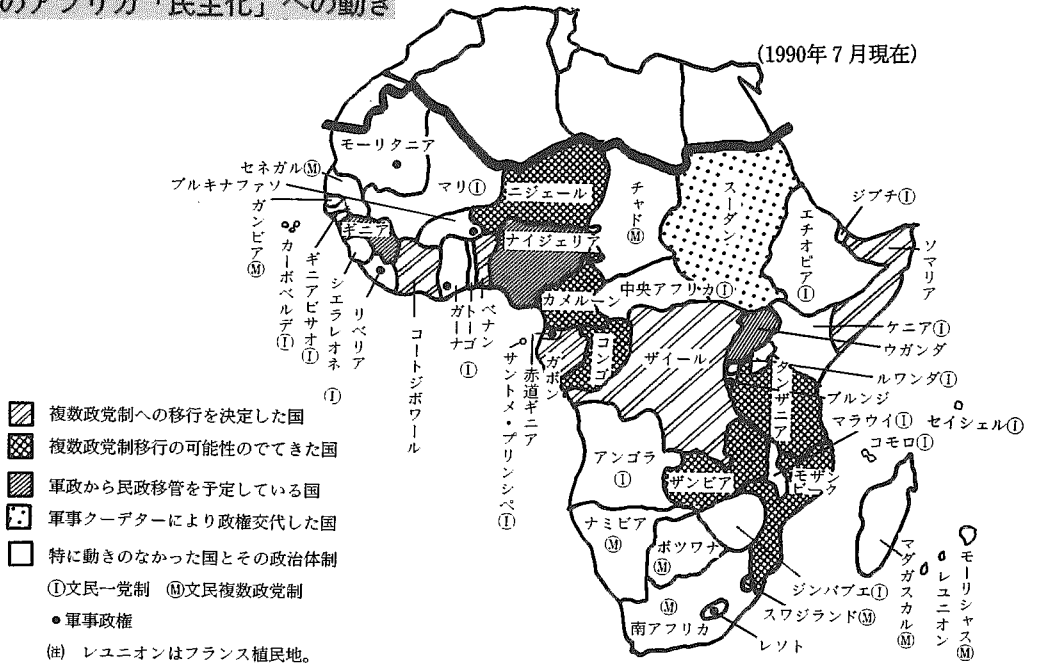 のアフリカ「民主化」への動き
(1990年7月現在)
モーリタニア
セネガルⓂ
ブルキナファソ
マリⒾ
ニジェール
チャドⓂ
スーダン
ジブチⒾ
エチオピアⒾ
ソマリア
ガンビアⓂ
カーボベルデⒾ
ギニアビサオⒾ
ギニア
シエラレオネⒾ
リベリア
コートジボワール
ガーナ
トーゴⒾ
ベナン
ナイジェリア
カメルーン
中央アフリカⒾ
サントメ・プリンシペⒾ
赤道ギニア
ガボン
コンゴ
ザイール
ケニアⒾ
ウガンダ
ルワンダⒾ
ブルンジ
タンザニア
マラウイⒾ
セイシェルⒾ
コモロⒾ
アンゴラⒾ
ザンビア
モザンビーク
ナミビアⓂ
ボツワナⓂ
ジンバブエⒾ
スワジランドⓂ
Ⓜ南アフリカ
レソト
マダガスカルⓂ
レユニオン
モーリシャスⓂ
複数政党制への移行を決定した国
複数政党制移行の可能性のでてきた国
軍政から民政移管を予定している国
軍事クーデターにより政権交代した国
特に動きのなかった国とその政治体制
Ⓘ文民一党制 Ⓜ文民複数政党制
●軍事政権
㈟ レユニオンはフランス植民地。